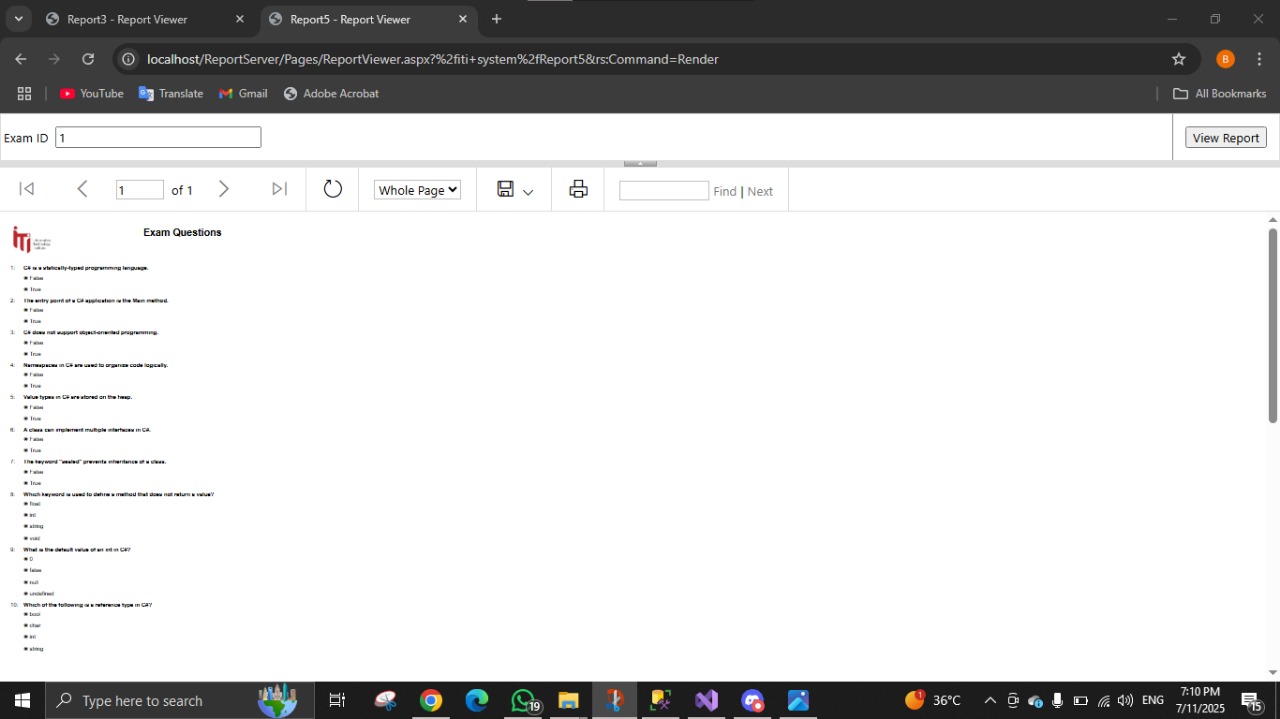 Report3 - Report Viewer
Report5 - Report Viewer
localhost/ReportServer/Pages/ReportViewer.aspx?%2fiti+system%2fReport5&rs:Command=Render
B
YouTube
Translate
Gmail
Adobe Acrobat
All Bookmarks
Exam ID
1
View Report
1
of 1
Whole Page
Find | Next
iti
Exam Questions
1. C# is a statically-typed programming language.
False
True
2. The entry point of a C# application is the Main method.
False
True
3. C# does not support object-oriented programming.
False
True
4. Namespaces in C# are used to organize code logically.
False
True
5. Value types in C# are stored on the heap.
False
True
6. A class can implement multiple interfaces in C#.
False
True
7. The keyword "sealed" prevents inheritance of a class.
False
True
8. Which keyword is used to define a method that does not return a value?
float
int
string
void
9. What is the default value of an int in C#?
0
false
null
undefined
10. Which of the following is a reference type in C#?
bool
char
int
string
Type here to search
19
1
36°C
ENG
7:10 PM
7/11/2025
15